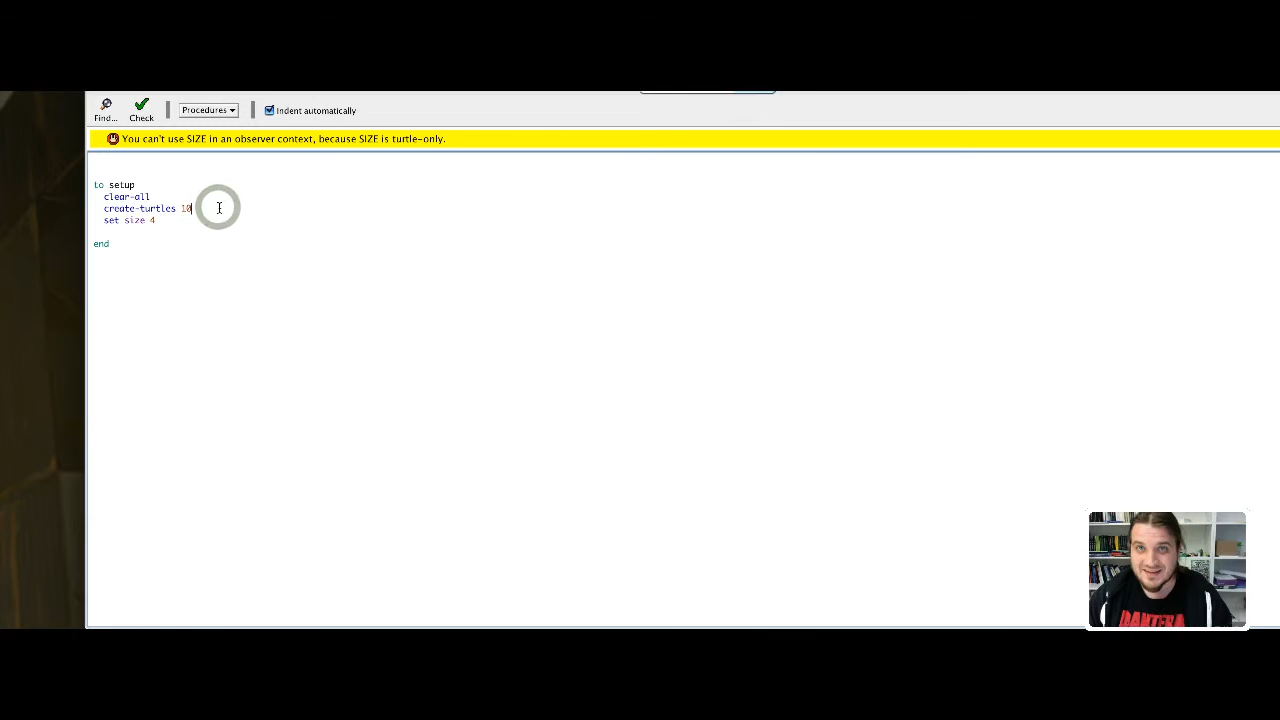 Find... Check Procedures Indent automatically
You can't use SIZE in an observer context, because SIZE is turtle-only.
to setup
clear-all
create-turtles 10
set size 4
end
PANTERA